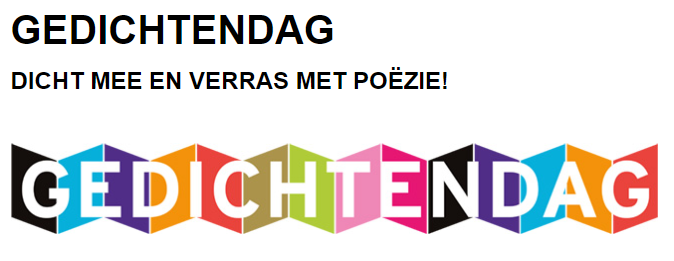 GEDICHTENDAG
DICHT MEE EN VERRAS MET POËZIE!
GEDICHTENDAG